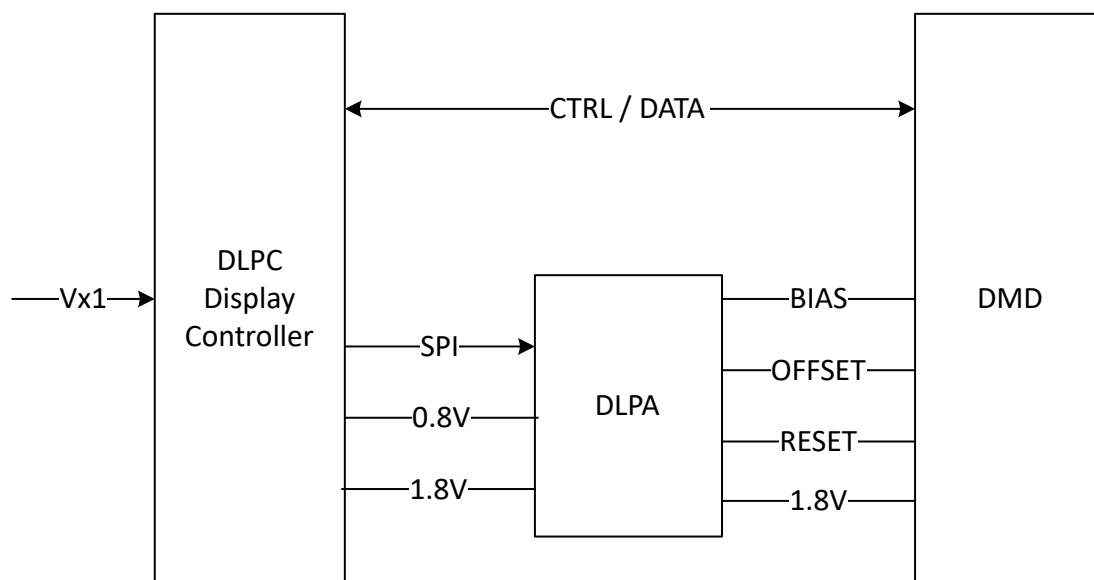 CTRL / DATA
Vx1
DLPC
Display
Controller
SPI
0.8V
1.8V
DLPA
BIAS
OFFSET
RESET
1.8V
DMD